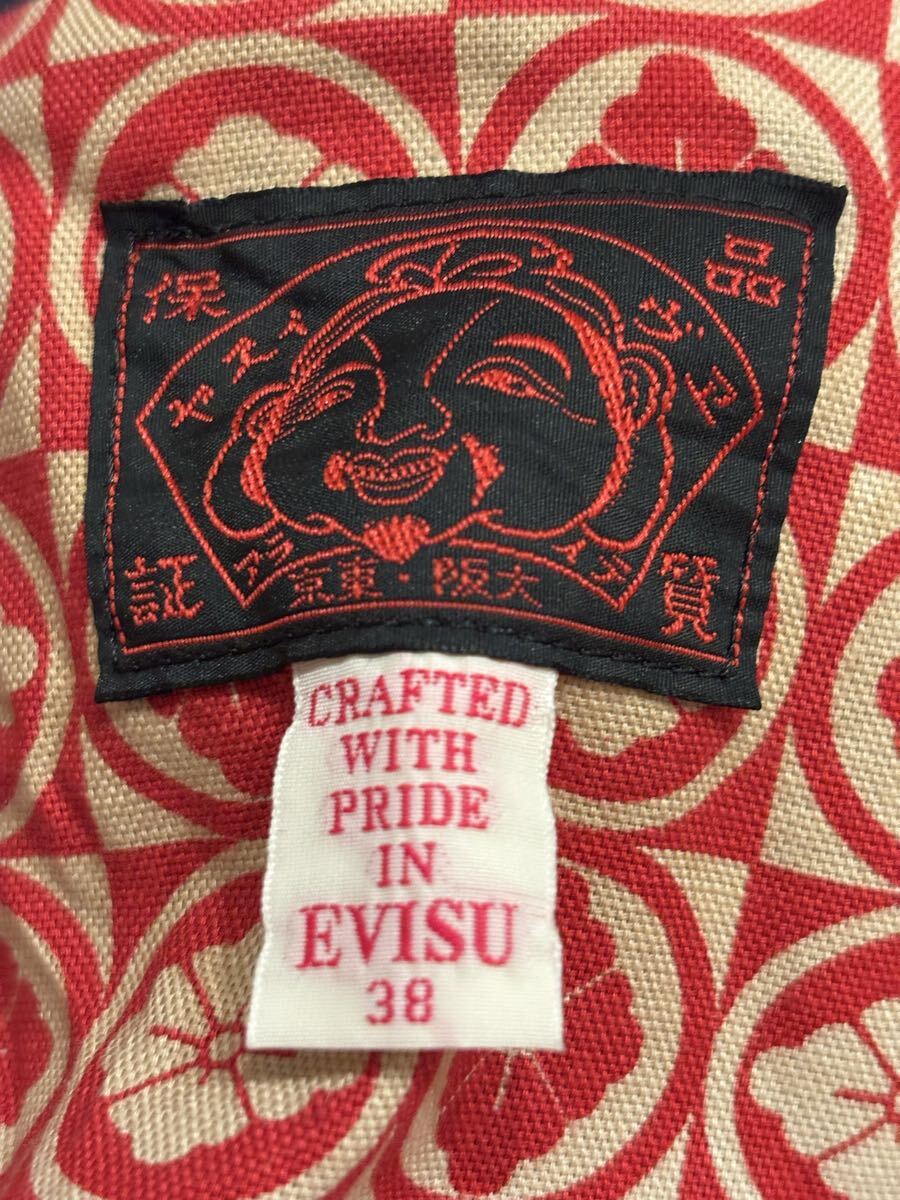 保 品
証 質
京東・阪大
CRAFTED
WITH
PRIDE
IN
EVISU
38